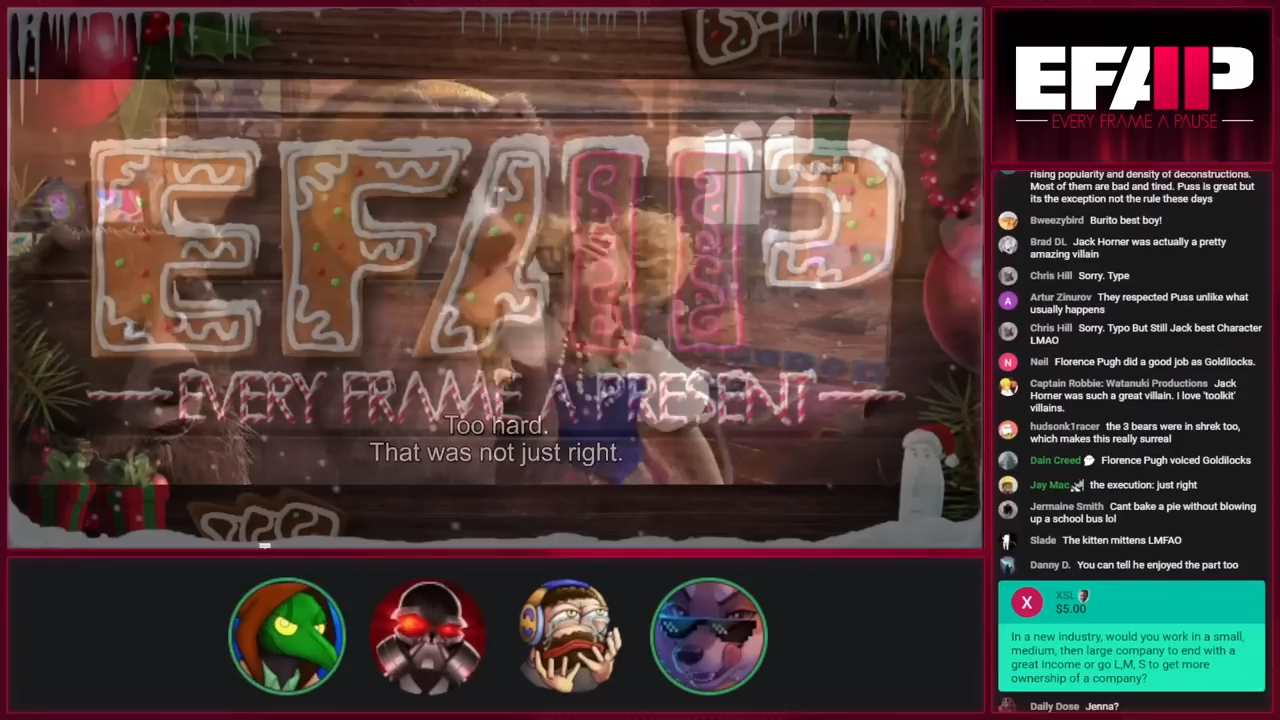 EFAP
EVERY FRAME A PRESENT
Too hard.
That was not just right.
EFAP
EVERY FRAME A PAUSE
rising popularity and density of deconstructions.
Most of them are bad and tired. Puss is great but
its the exception not the rule these days
Bweezybird Burito best boy!
Brad DL Jack Horner was actually a pretty
amazing villain
Chris Hill Sorry. Type
A Artur Zinurov They respected Puss unlike what
usually happens
Chris Hill Sorry. Typo But Still Jack best Character
LMAO
N Neil Florence Pugh did a good job as Goldilocks.
Captain Robbie: Watanuki Productions Jack
Horner was such a great villain. I love 'toolkit'
villains.
hudsonk1racer the 3 bears were in shrek too,
which makes this really surreal
Dain Creed Florence Pugh voiced Goldilocks
Jay Mac the execution: just right
Jermaine Smith Cant bake a pie without blowing
up a school bus lol
Slade The kitten mittens LMFAO
Danny D. You can tell he enjoyed the part too
X XSL
$5.00
In a new industry, would you work in a small,
medium, then large company to end with a
great income or go L,M, S to get more
ownership of a company?
Daily Dose Jenna?